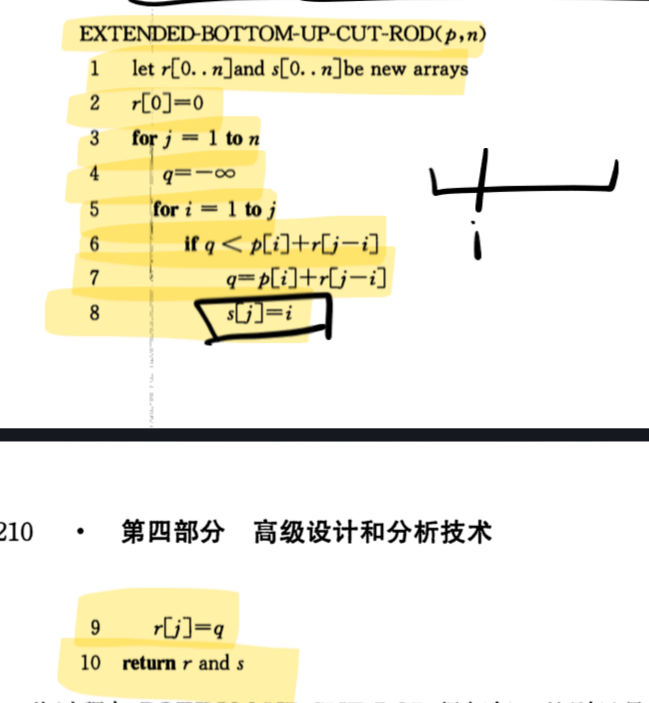 EXTENDED-BOTTOM-UP-CUT-ROD(p,n)
1 let r[0..n]and s[0..n]be new arrays
2 r[0]=0
3 for j = 1 to n
4 q=-∞
5 for i = 1 to j
6 if q < p[i]+r[j-i]
7 q=p[i]+r[j-i]
8 s[j]=i
i
210 · 第四部分 高级设计和分析技术
9 r[j]=q
10 return r and s